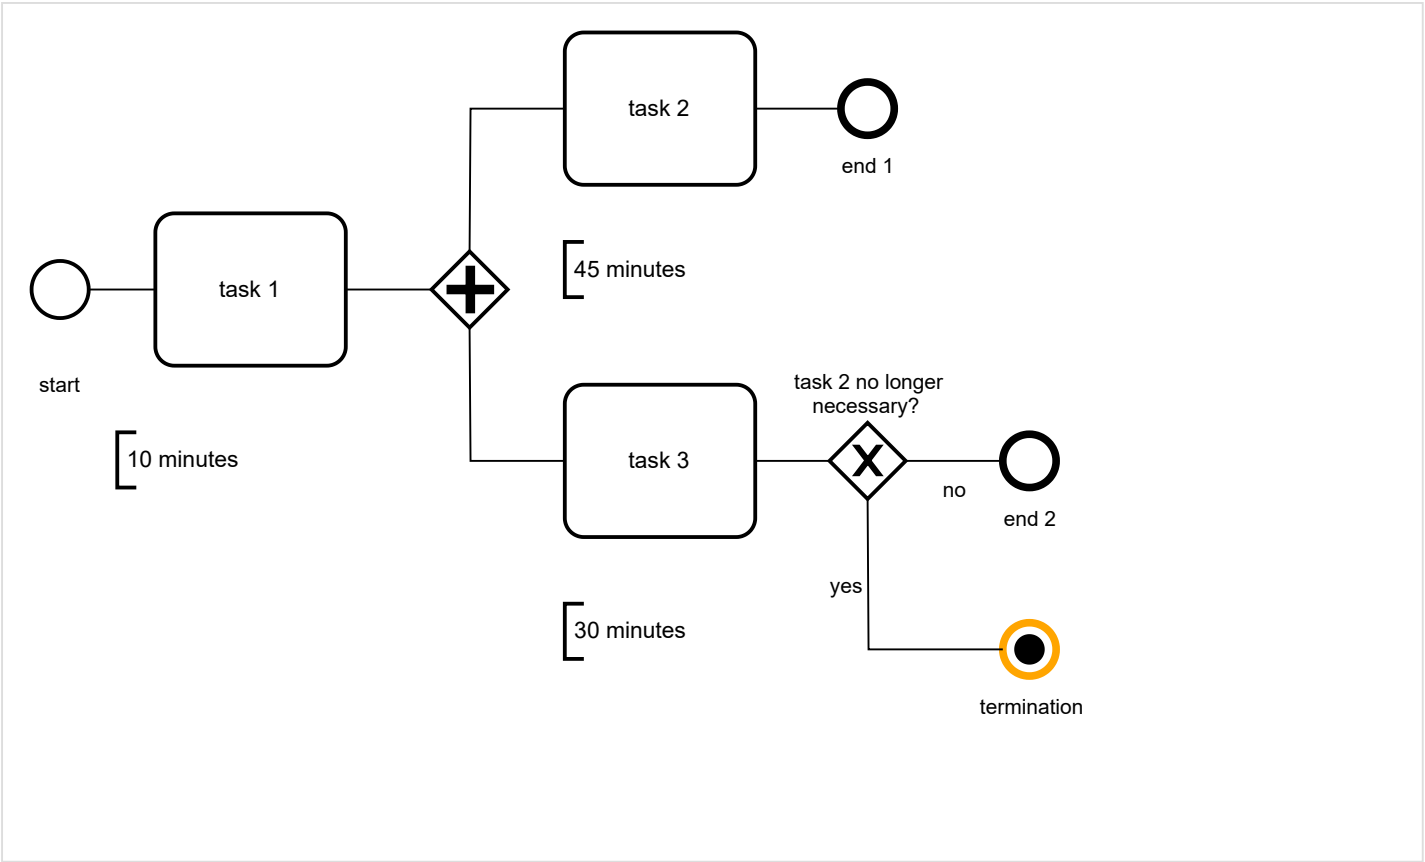 task 2
end 1
task 1
45 minutes
start
task 2 no longer
necessary?
10 minutes
task 3
X
no
end 2
yes
30 minutes
termination